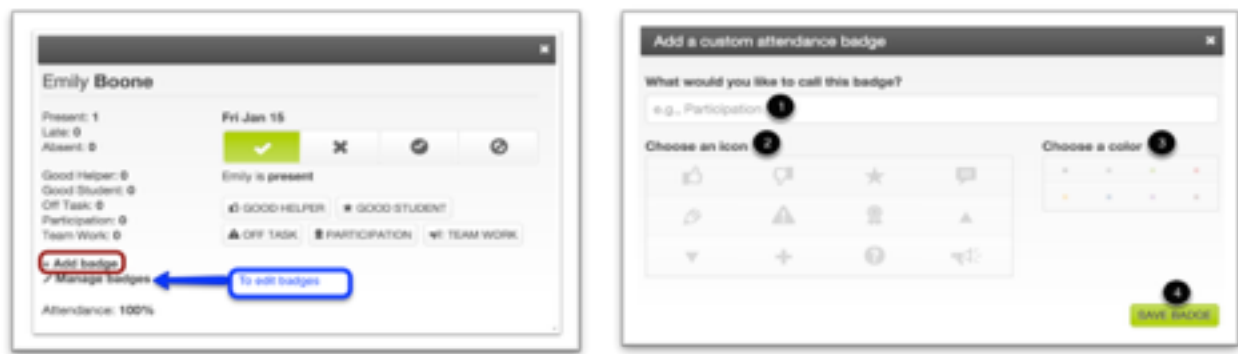 Emily Boone
Present: 1
Late: 0
Absent: 0
Fri Jan 15
Good Helper: 0
Good Student: 0
Off Task: 0
Participation: 0
Team Work: 0
Emily is present
GOOD HELPER GOOD STUDENT
OFF TASK PARTICIPATION TEAM WORK
+ Add badge
Manage badges
To edit badges
Attendance: 100%
Add a custom attendance badge
What would you like to call this badge?
e.g., Participation 1
Choose an icon 2
Choose a color 3
4
SAVE BADGE